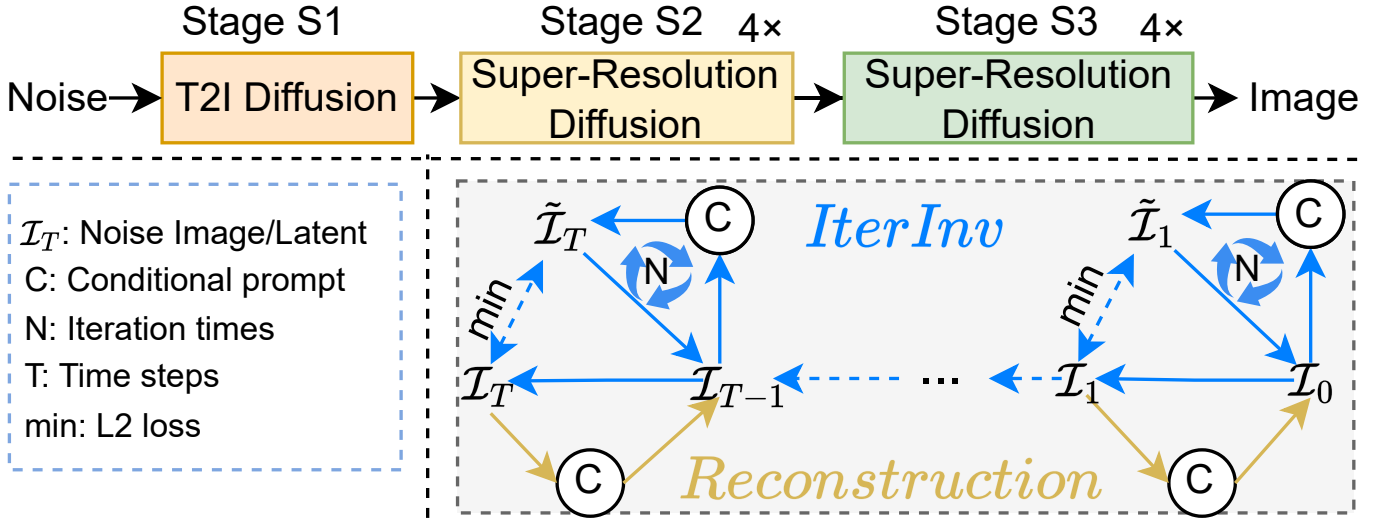 Stage S1
Stage S2 4×
Stage S3 4×
Noise
T2I Diffusion
Super-Resolution
Diffusion
Super-Resolution
Diffusion
Image
𝓘_T: Noise Image/Latent
C: Conditional prompt
N: Iteration times
T: Time steps
min: L2 loss
𝓘̃_T
C
IterInv
𝓘̃_1
C
N
N
min
min
𝓘_T
𝓘_{T−1}
...
𝓘_1
𝓘_0
C
Reconstruction
C